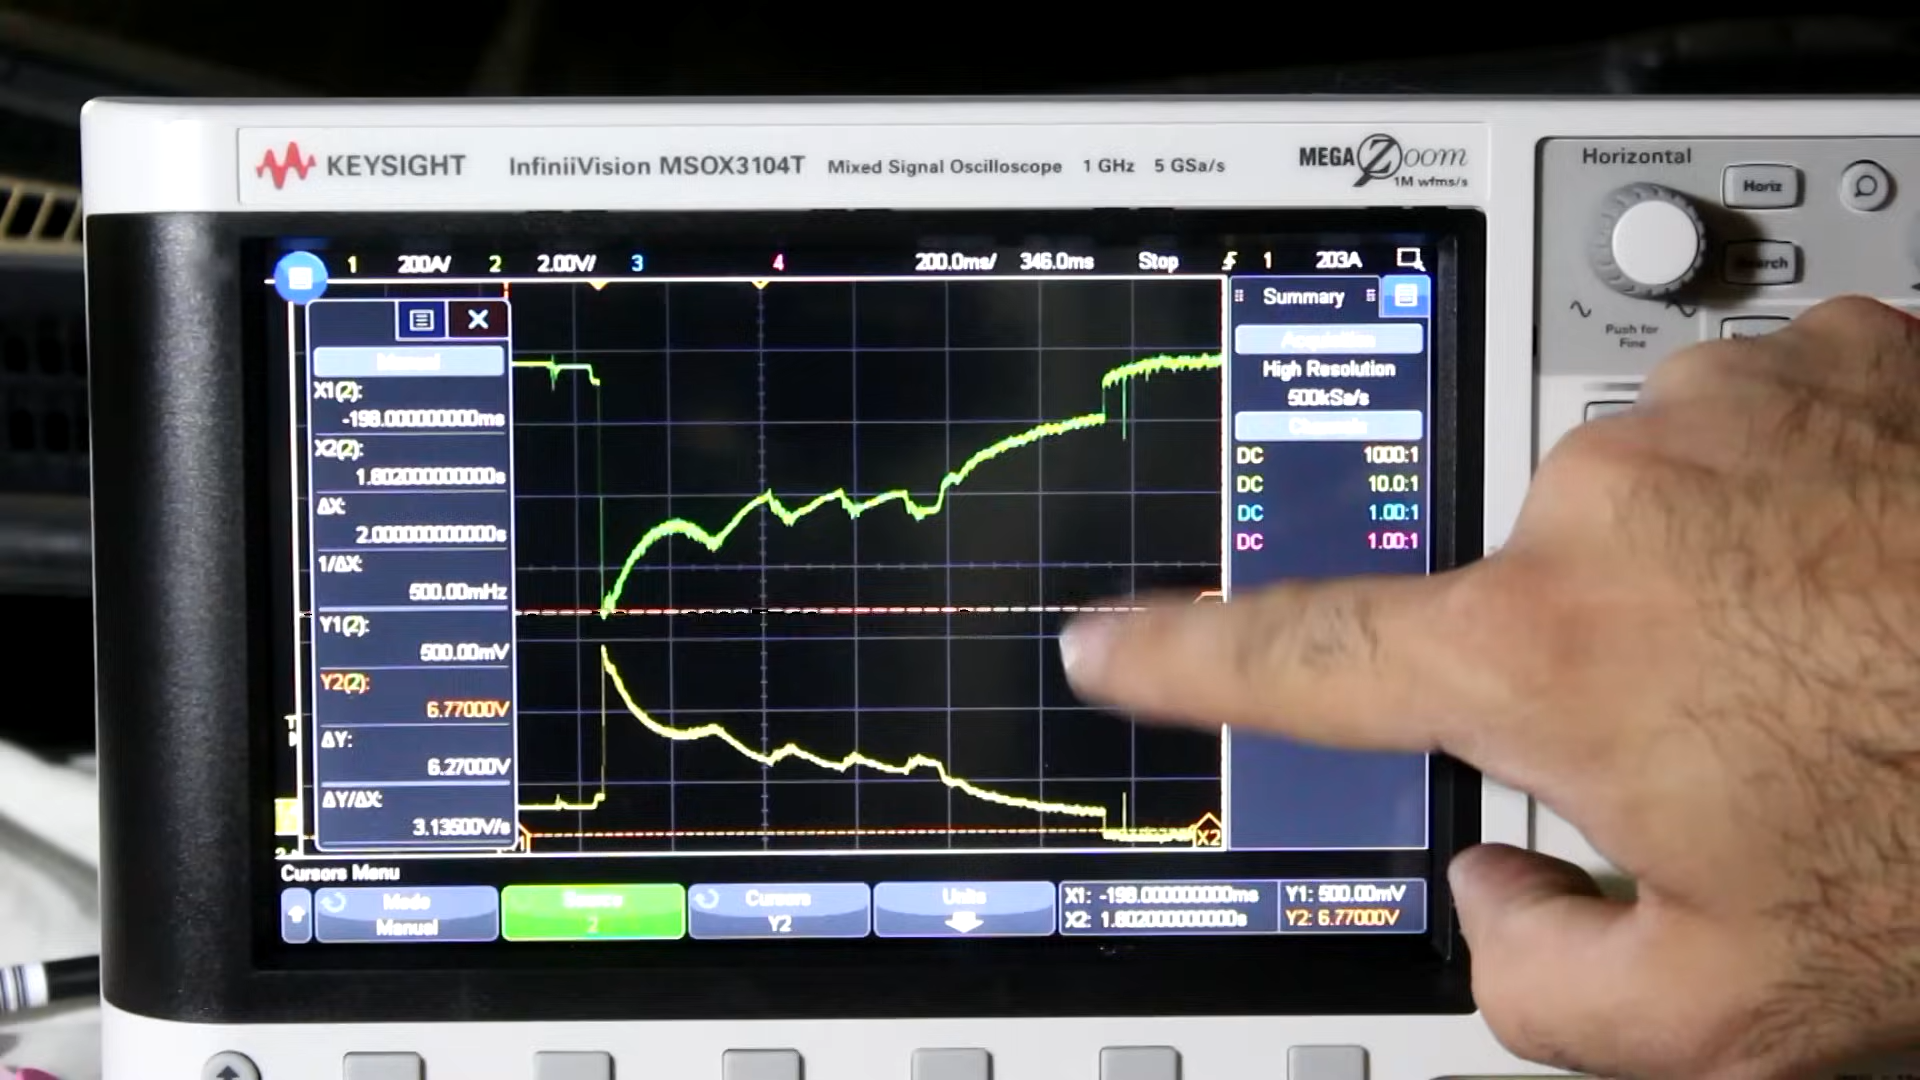 KEYSIGHT InfiniiVision MSOX3104T Mixed Signal Oscilloscope 1 GHz 5 GSa/s MEGA Zoom
1M wfms/s
Horizontal
Horiz
Push for
Fine
1 200A/ 2 2.00V/ 3 4 200.0ms/ 346.0ms Stop 1 203A
Summary
Acquisition
High Resolution
500kSa/s
Channels
DC 1000:1
DC 10.0:1
DC 1.00:1
DC 1.00:1
Manual
X1(2):
-198.000000000ms
X2(2):
1.802000000000s
ΔX:
2.000000000000s
1/ΔX:
500.00mHz
Y1(2):
500.00mV
Y2(2):
6.77000V
ΔY:
6.27000V
ΔY/ΔX:
3.13500V/s
X2
Cursors Menu
Mode
Manual
Source
2
Cursors
Y2
Units
X1: -198.000000000ms
X2: 1.802000000000s
Y1: 500.00mV
Y2: 6.77000V